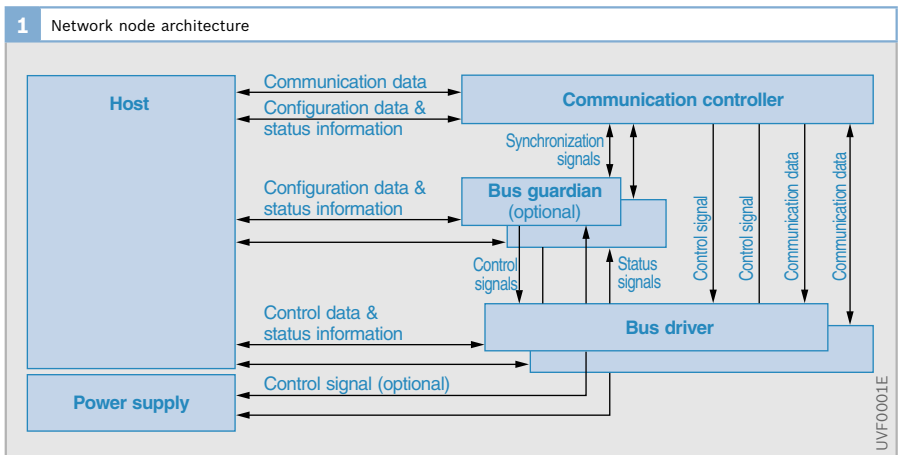 1 Network node architecture
Host
Communication data
Configuration data &
status information
Communication controller
Synchronization
signals
Configuration data &
status information
Bus guardian
(optional)
Control signal
Control signal
Communication data
Communication data
Control
signals
Status
signals
Control data &
status information
Bus driver
Power supply
Control signal (optional)
UVF0001E